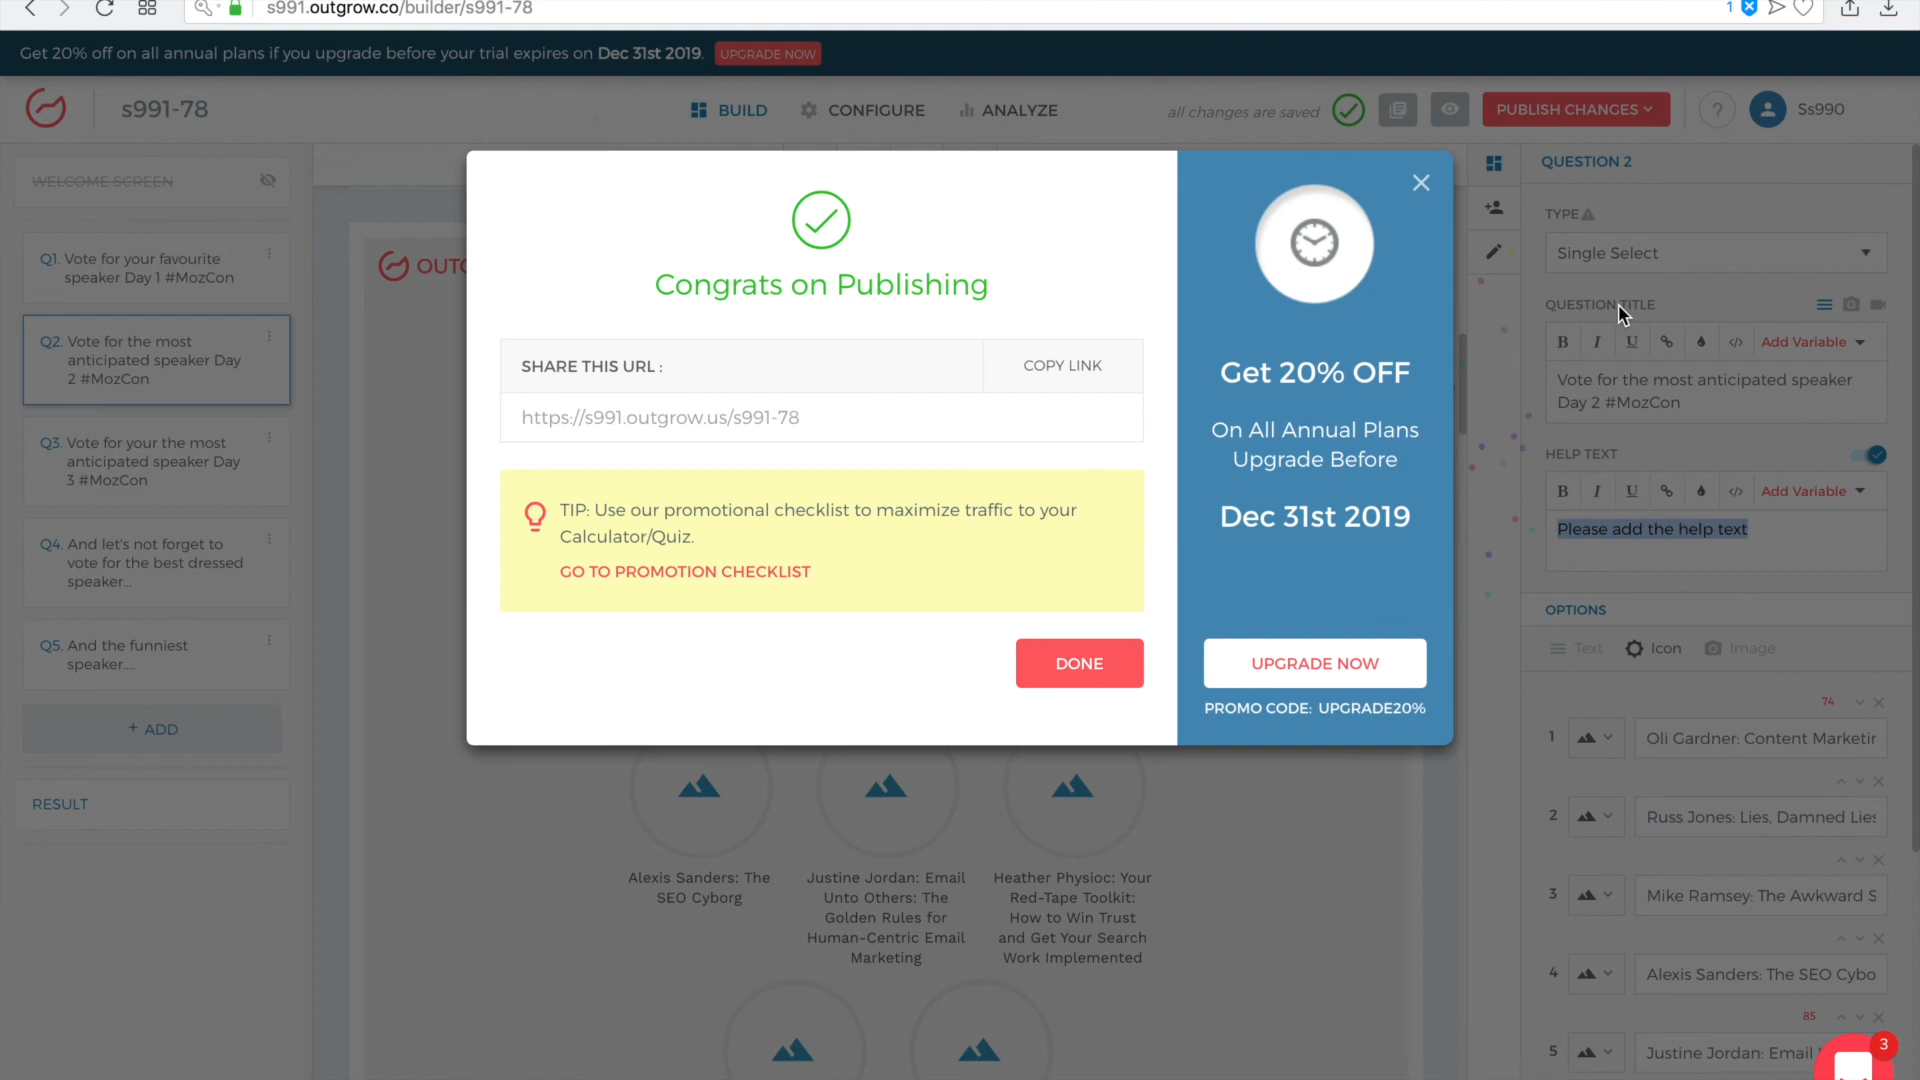 s991.outgrow.co/builder/s991-78
1
Get 20% off on all annual plans if you upgrade before your trial expires on Dec 31st 2019. UPGRADE NOW
s991-78
BUILD
CONFIGURE
ANALYZE
all changes are saved
PUBLISH CHANGES
?
Ss990
WELCOME SCREEN
Q1. Vote for your favourite
speaker Day 1 #MozCon
Q2. Vote for the most
anticipated speaker Day
2 #MozCon
Q3. Vote for your the most
anticipated speaker Day
3 #MozCon
Q4. And let's not forget to
vote for the best dressed
speaker...
Q5. And the funniest
speaker....
+ ADD
RESULT
Congrats on Publishing
SHARE THIS URL :
COPY LINK
https://s991.outgrow.us/s991-78
TIP: Use our promotional checklist to maximize traffic to your
Calculator/Quiz.
GO TO PROMOTION CHECKLIST
DONE
Get 20% OFF
On All Annual Plans
Upgrade Before
Dec 31st 2019
UPGRADE NOW
PROMO CODE: UPGRADE20%
Alexis Sanders: The
SEO Cyborg
Justine Jordan: Email
Unto Others: The
Golden Rules for
Human-Centric Email
Marketing
Heather Physioc: Your
Red-Tape Toolkit:
How to Win Trust
and Get Your Search
Work Implemented
QUESTION 2
TYPE
Single Select
QUESTION TITLE
B I U </> Add Variable
Vote for the most anticipated speaker
Day 2 #MozCon
HELP TEXT
B I U </> Add Variable
Please add the help text
OPTIONS
Text
Icon
Image
74
1 Oli Gardner: Content Marketin
2 Russ Jones: Lies, Damned Lies
3 Mike Ramsey: The Awkward S
4 Alexis Sanders: The SEO Cybo
85
5 Justine Jordan: Email
3